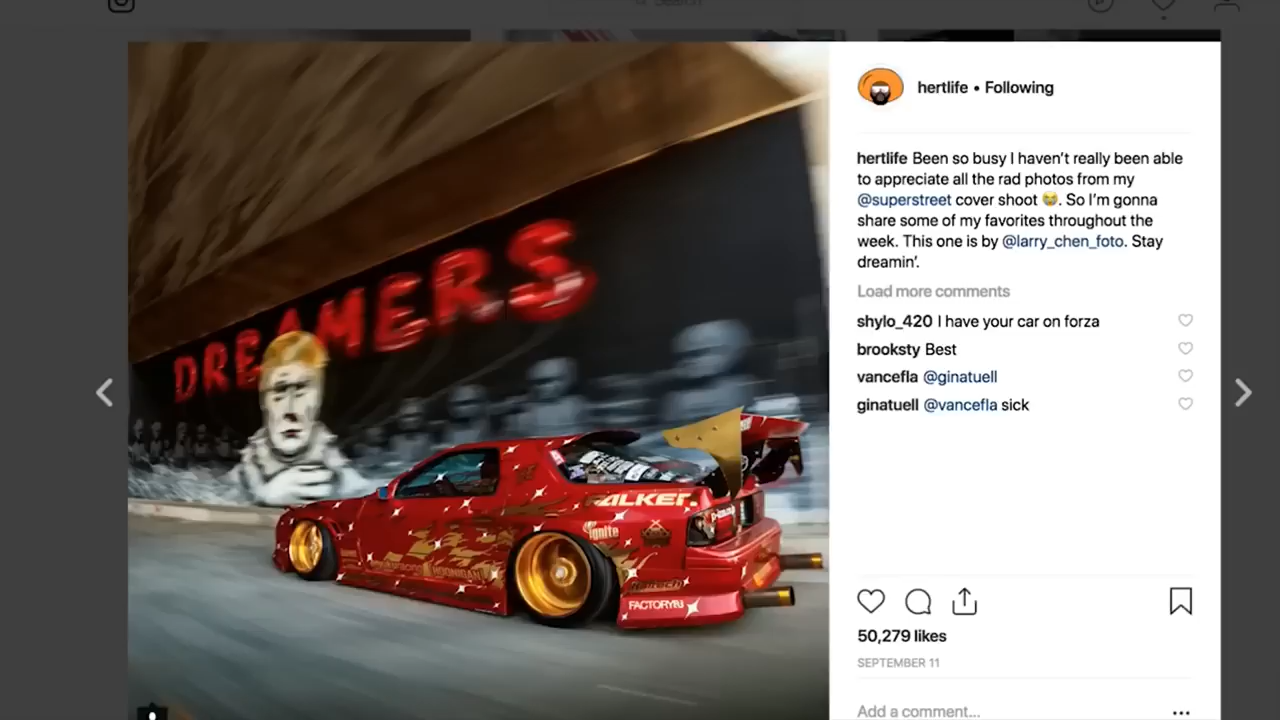 Search
hertlife • Following
hertlife Been so busy I haven't really been able
to appreciate all the rad photos from my
@superstreet cover shoot 😭. So I'm gonna
share some of my favorites throughout the
week. This one is by @larry_chen_foto. Stay
dreamin'.
Load more comments
shylo_420 I have your car on forza
brooksty Best
vancefla @ginatuell
ginatuell @vancefla sick
50,279 likes
SEPTEMBER 11
Add a comment...
DREAMERS
FALKEN.
ignite
HOONIGAN
Haltech
FACTORY